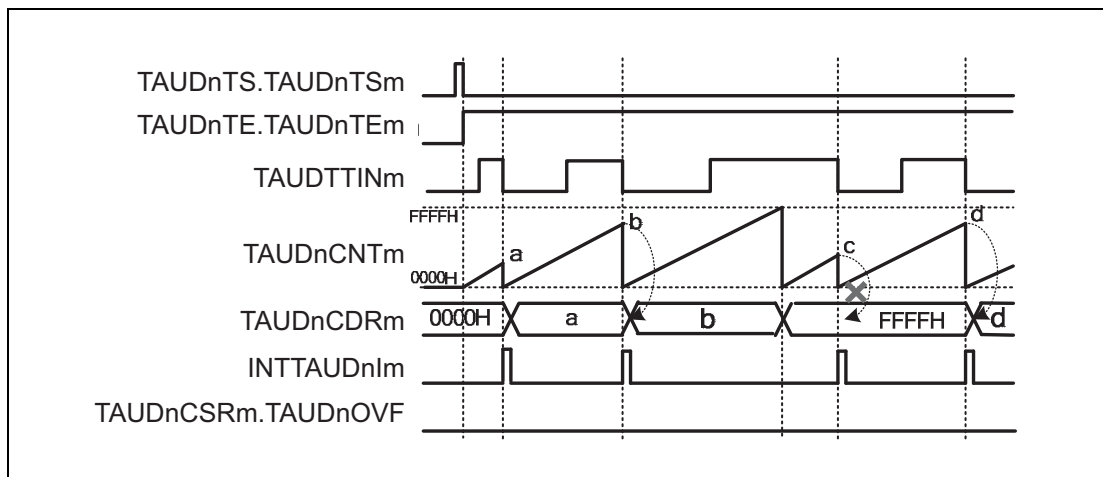 TAUDnTS.TAUDnTSm
TAUDnTE.TAUDnTEm
TAUDTTINm
FFFFH
TAUDnCNTm
0000H
a
b
c
d
TAUDnCDRm
0000H
a
b
FFFFH
d
INTTAUDnIm
TAUDnCSRm.TAUDnOVF